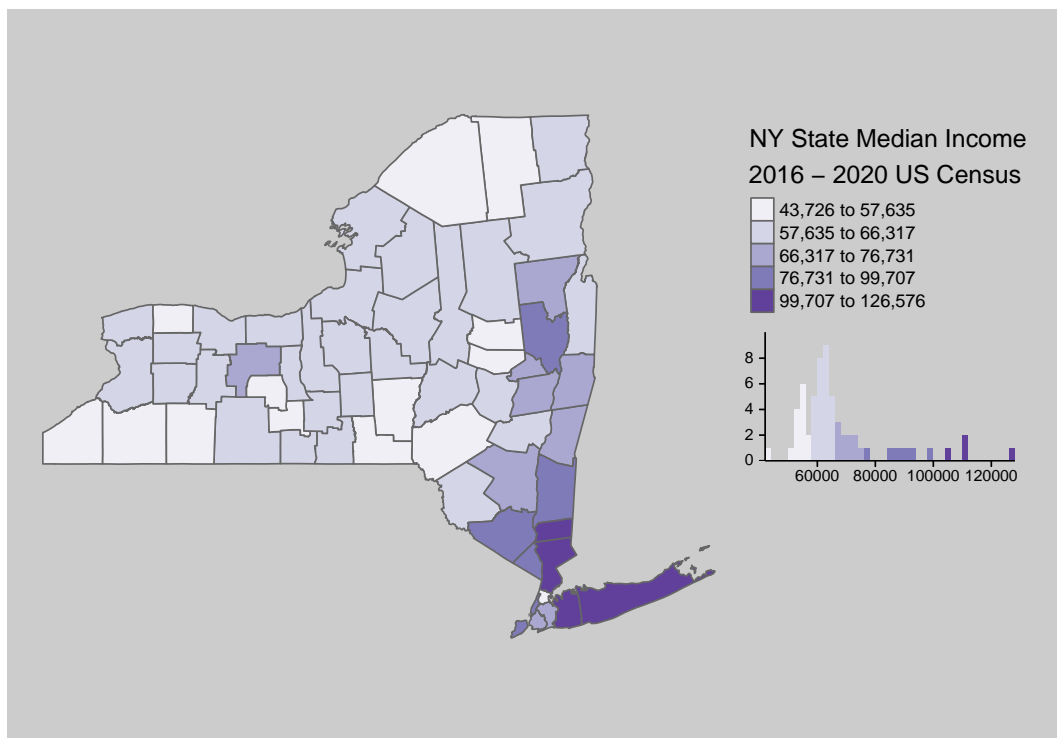 NY State Median Income
2016 – 2020 US Census
43,726 to 57,635
57,635 to 66,317
66,317 to 76,731
76,731 to 99,707
99,707 to 126,576
8
6
4
2
0
60000 80000 100000 120000